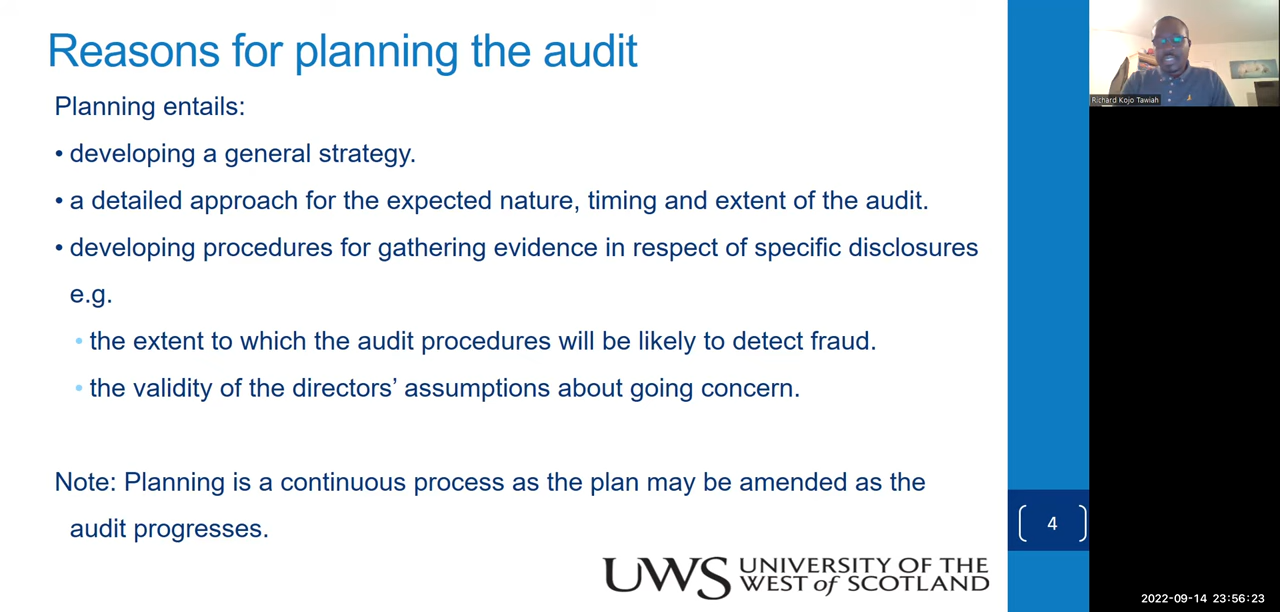 Reasons for planning the audit
Planning entails:
• developing a general strategy.
• a detailed approach for the expected nature, timing and extent of the audit.
• developing procedures for gathering evidence in respect of specific disclosures
e.g.
• the extent to which the audit procedures will be likely to detect fraud.
• the validity of the directors’ assumptions about going concern.
Note: Planning is a continuous process as the plan may be amended as the
audit progresses.
4
UWS UNIVERSITY OF THE
WEST of SCOTLAND
Richard Kojo Tawiah
2022-09-14 23:56:23